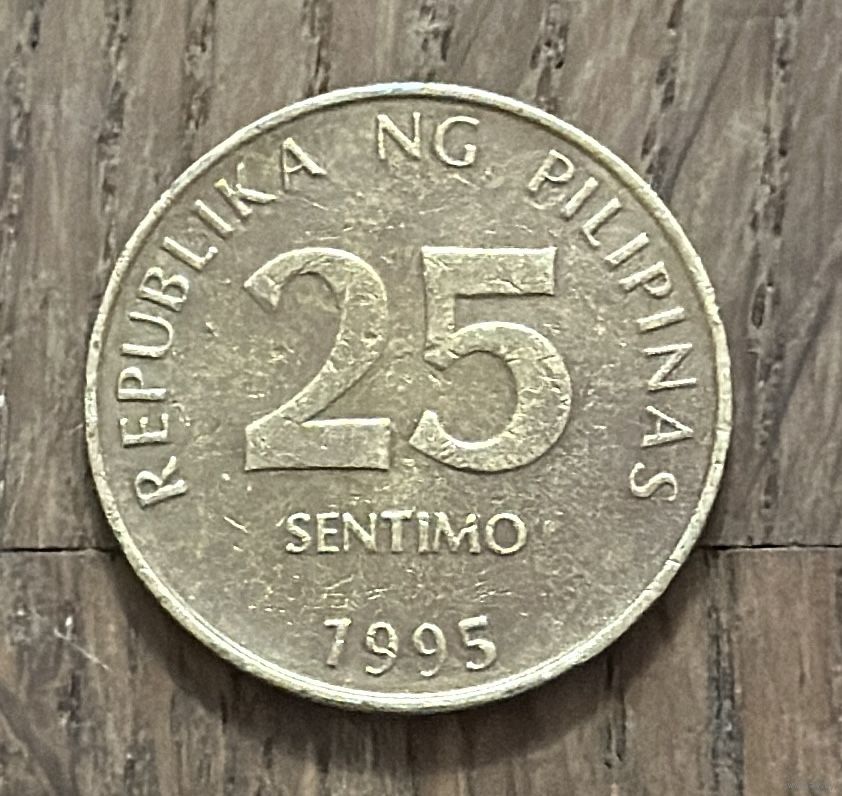 REPUBLIKA NG PILIPINAS
25
SENTIMO
1995